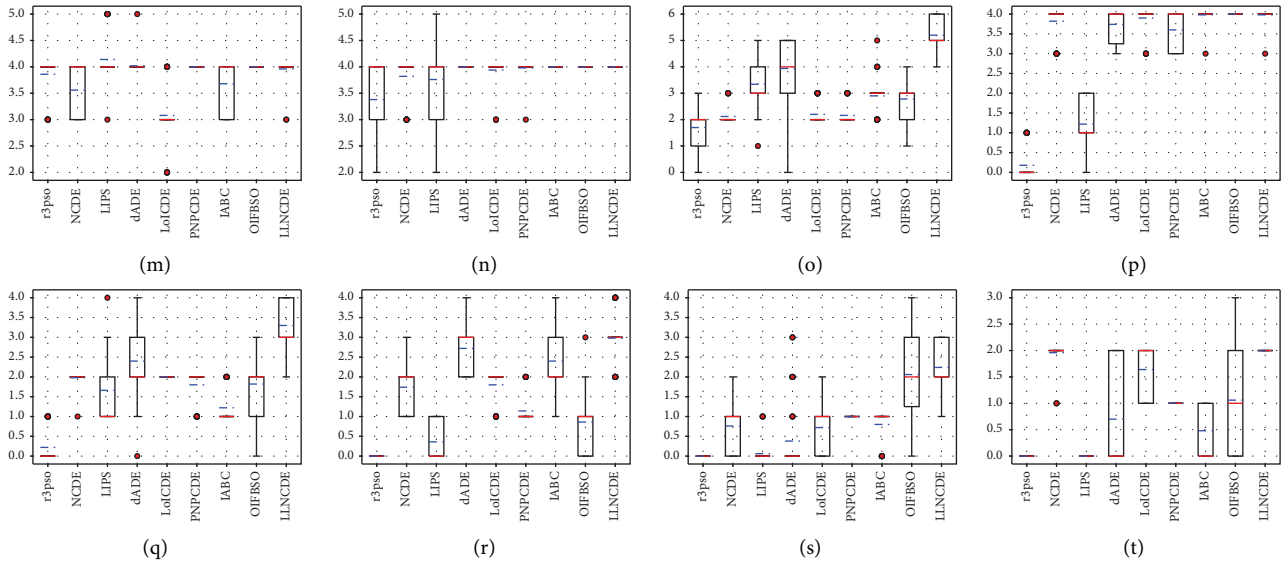 5.0
4.5
4.0
3.5
3.0
2.5
2.0
r3pso
NCDE
LIPS
dADE
LoICDE
PNPCDE
IABC
OIFBSO
LLNCDE
(m)
5.0
4.5
4.0
3.5
3.0
2.5
2.0
r3pso
NCDE
LIPS
dADE
LoICDE
PNPCDE
IABC
OIFBSO
LLNCDE
(n)
6
5
4
3
2
1
0
r3pso
NCDE
LIPS
dADE
LoICDE
PNPCDE
IABC
OIFBSO
LLNCDE
(o)
4.0
3.5
3.0
2.5
2.0
1.5
1.0
0.5
0.0
r3pso
NCDE
LIPS
dADE
LoICDE
PNPCDE
IABC
OIFBSO
LLNCDE
(p)
4.0
3.5
3.0
2.5
2.0
1.5
1.0
0.5
0.0
r3pso
NCDE
LIPS
dADE
LoICDE
PNPCDE
IABC
OIFBSO
LLNCDE
(q)
4.0
3.5
3.0
2.5
2.0
1.5
1.0
0.5
0.0
r3pso
NCDE
LIPS
dADE
LoICDE
PNPCDE
IABC
OIFBSO
LLNCDE
(r)
4.0
3.5
3.0
2.5
2.0
1.5
1.0
0.5
0.0
r3pso
NCDE
LIPS
dADE
LoICDE
PNPCDE
IABC
OIFBSO
LLNCDE
(s)
3.0
2.5
2.0
1.5
1.0
0.5
0.0
r3pso
NCDE
LIPS
dADE
LoICDE
PNPCDE
IABC
OIFBSO
LLNCDE
(t)